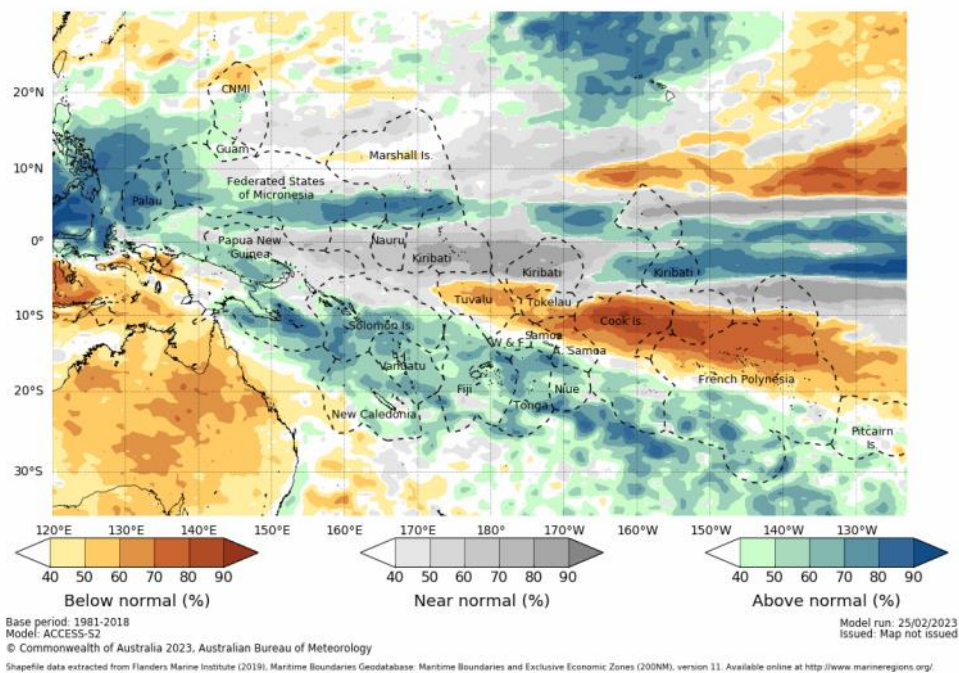 20°N
10°N
0°
10°S
20°S
30°S
CNMI
Guam
Marshall Is.
Federated States
of Micronesia
Palau
Papua New
Guinea
Nauru
Kiribati
Kiribati
Kiribati
Tuvalu
Tokelau
Cook Is.
Solomon Is.
Samoa
W & F
A. Samoa
Vanuatu
French Polynesia
Fiji
Niue
Tonga
New Caledonia
Pitcairn
Is.
120°E 130°E 140°E 150°E 160°E 170°E 180° 170°W 160°W 150°W 140°W 130°W
40 50 60 70 80 90
Below normal (%)
40 50 60 70 80 90
Near normal (%)
40 50 60 70 80 90
Above normal (%)
Base period: 1981-2018
Model: ACCESS-S2
© Commonwealth of Australia 2023, Australian Bureau of Meteorology
Model run: 25/02/2023
Issued: Map not issued
Shapefile data extracted from Flanders Marine Institute (2019), Maritime Boundaries Geodatabase: Maritime Boundaries and Exclusive Economic Zones (200NM), version 11. Available online at http://www.marineregions.org/.